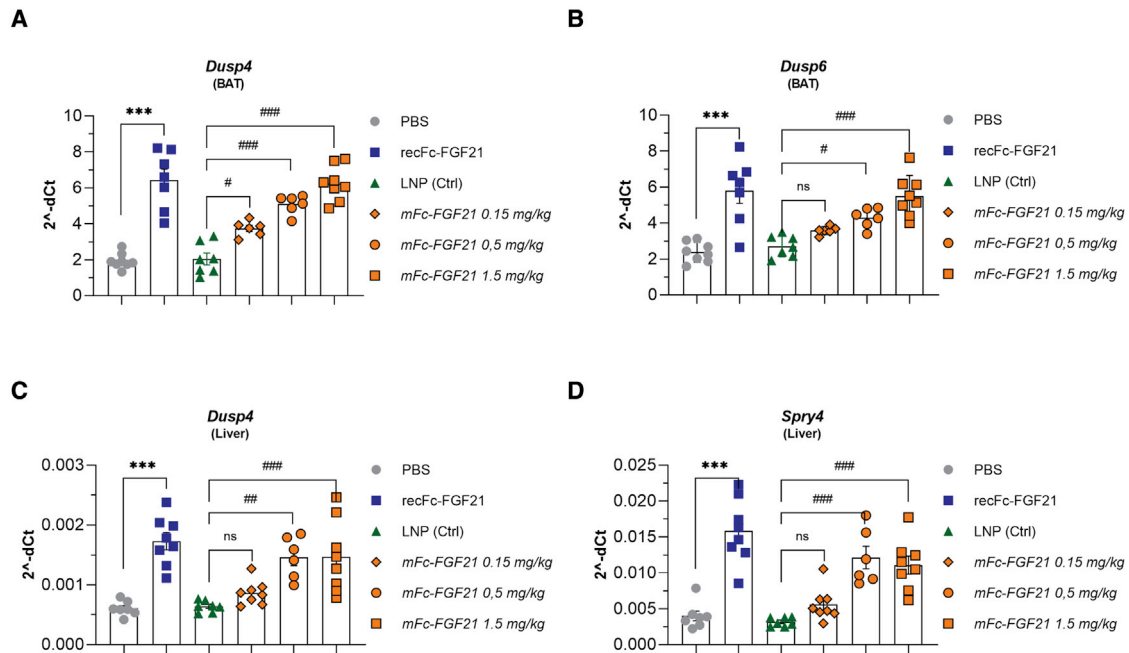 A
Dusp4
(BAT)
2^-dCt
10
8
6
4
2
0
***
#
###
###
PBS
recFc-FGF21
LNP (Ctrl)
mFc-FGF21 0.15 mg/kg
mFc-FGF21 0,5 mg/kg
mFc-FGF21 1.5 mg/kg
B
Dusp6
(BAT)
2^-dCt
10
8
6
4
2
0
***
ns
#
###
PBS
recFc-FGF21
LNP (Ctrl)
mFc-FGF21 0.15 mg/kg
mFc-FGF21 0,5 mg/kg
mFc-FGF21 1.5 mg/kg
C
Dusp4
(Liver)
2^-dCt
0.003
0.002
0.001
0.000
***
ns
##
###
PBS
recFc-FGF21
LNP (Ctrl)
mFc-FGF21 0.15 mg/kg
mFc-FGF21 0,5 mg/kg
mFc-FGF21 1.5 mg/kg
D
Spry4
(Liver)
2^-dCt
0.025
0.020
0.015
0.010
0.005
0.000
***
ns
###
###
PBS
recFc-FGF21
LNP (Ctrl)
mFc-FGF21 0.15 mg/kg
mFc-FGF21 0,5 mg/kg
mFc-FGF21 1.5 mg/kg